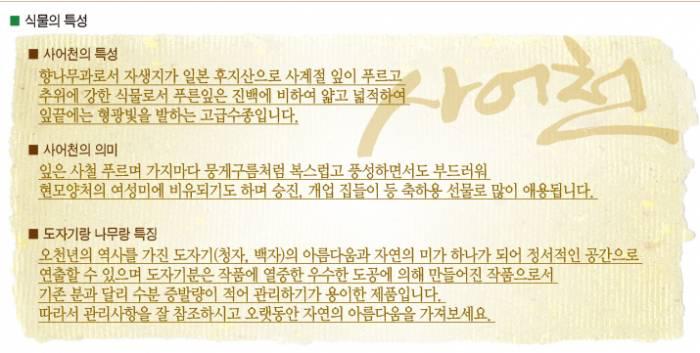 ■ 식물의 특성
사어천
■ 사어천의 특성
향나무과로서 자생지가 일본 후지산으로 사계절 잎이 푸르고
추위에 강한 식물로서 푸른잎은 진백에 비하여 얇고 넓적하여
잎끝에는 형광빛을 발하는 고급수종입니다.
■ 사어천의 의미
잎은 사철 푸르며 가지마다 뭉게구름처럼 복스럽고 풍성하면서도 부드러워
현모양처의 여성미에 비유되기도 하며 승진, 개업 집들이 등 축하용 선물로 많이 애용됩니다.
■ 도자기랑 나무랑 특징
오천년의 역사를 가진 도자기(청자, 백자)의 아름다움과 자연의 미가 하나가 되어 정서적인 공간으로
연출할 수 있으며 도자기분은 작품에 열중한 우수한 도공에 의해 만들어진 작품으로서
기존 분과 달리 수분 증발량이 적어 관리하기가 용이한 제품입니다.
따라서 관리사항을 잘 참조하시고 오랫동안 자연의 아름다움을 가져보세요.